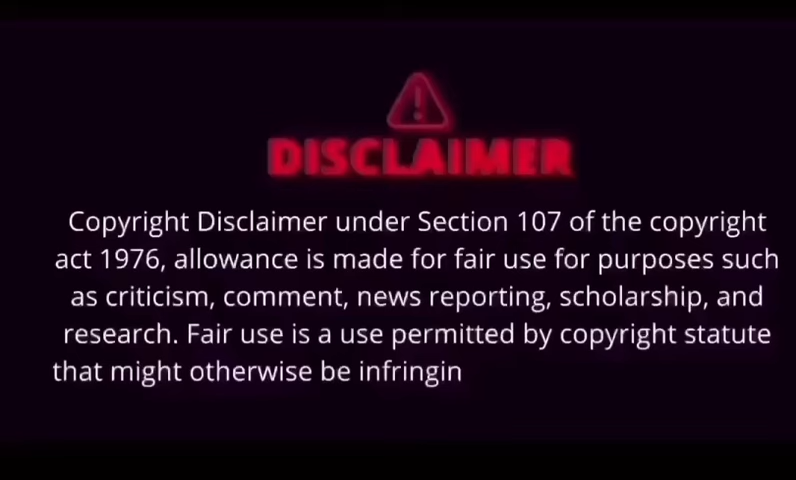 DISCLAIMER
Copyright Disclaimer under Section 107 of the copyright
act 1976, allowance is made for fair use for purposes such
as criticism, comment, news reporting, scholarship, and
research. Fair use is a use permitted by copyright statute
that might otherwise be infringin